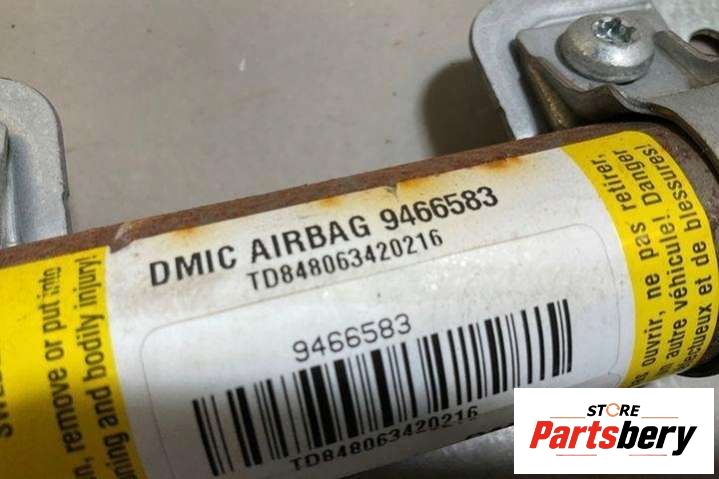 DMIC AIRBAG 9466583
TD848063420216
9466583
TD848063420216
remove or put into
ning and bodily injury!
ouvrir, ne pas retirer,
autre véhicule! Danger
ectueux et de blessures!
STORE
Partsbery